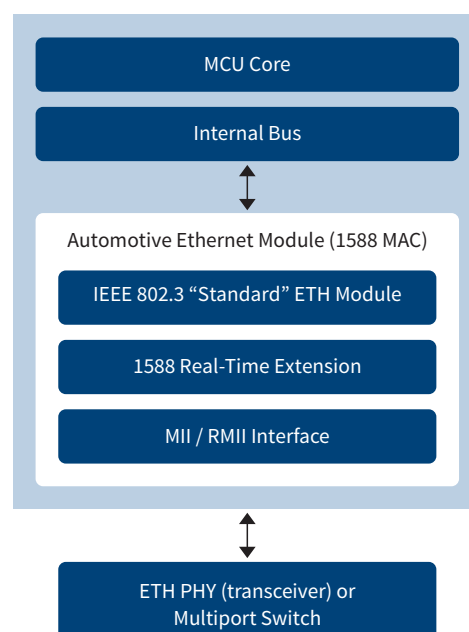 MCU Core
Internal Bus
Automotive Ethernet Module (1588 MAC)
IEEE 802.3 “Standard” ETH Module
1588 Real-Time Extension
MII / RMII Interface
ETH PHY (transceiver) or
Multiport Switch